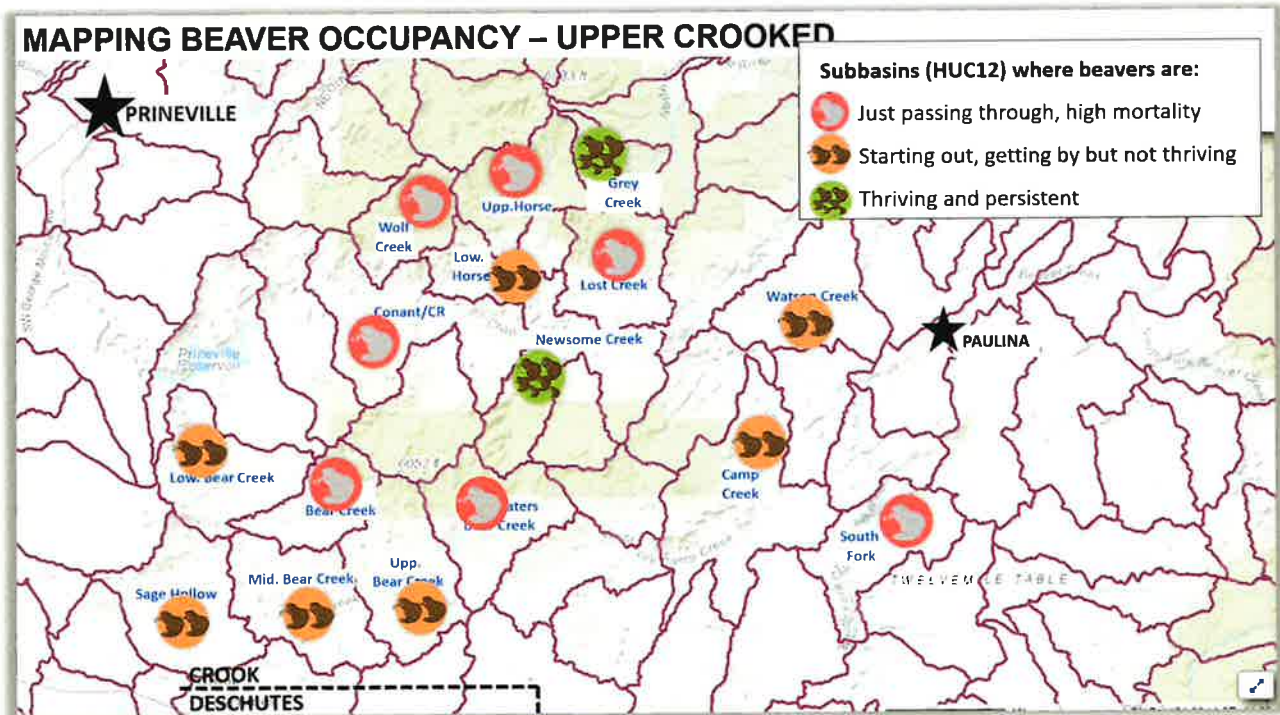 MAPPING BEAVER OCCUPANCY – UPPER CROOKED
Subbasins (HUC12) where beavers are:
Just passing through, high mortality
Starting out, getting by but not thriving
Thriving and persistent
PRINEVILLE
Grey
Creek
Upp.Horse
Wolf
Creek
Low.
Horse
Lost Creek
Conant/CR
Watson Creek
PAULINA
Newsome Creek
Prineville
Reservoir
Low. Bear Creek
Bear Creek
Creek
Camp
Creek
South
Fork
TWELVEMILE TABLE
Upp.
Bear Creek
Mid. Bear Creek
Sage Hollow
CROOK
DESCHUTES